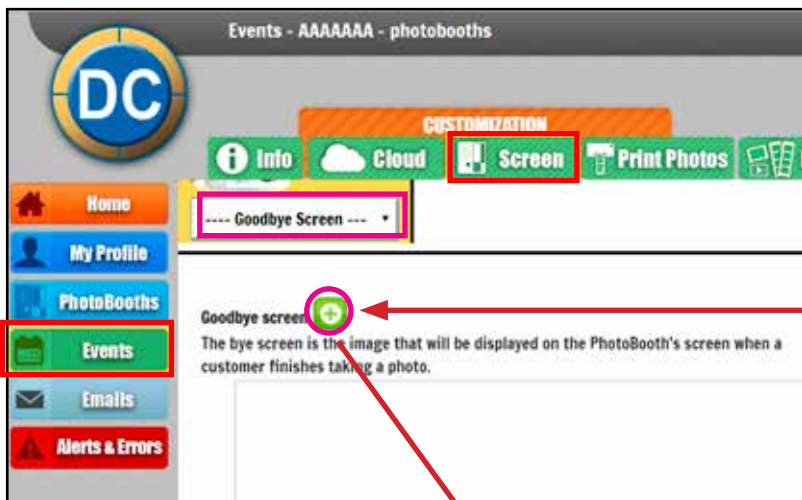 Events - AAAAAAA - photobooths
DC
CUSTOMIZATION
Info
Cloud
Screen
Print Photos
---- Goodbye Screen ---
Home
My Profile
PhotoBooths
Events
Emails
Alerts & Errors
Goodbye screen
The bye screen is the image that will be displayed on the PhotoBooth's screen when a
customer finishes taking a photo.